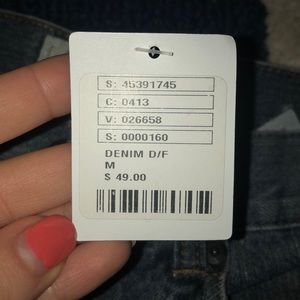 S: 45391745
C: 0413
V: 026658
S: 0000160
DENIM D/F
M
$ 49.00